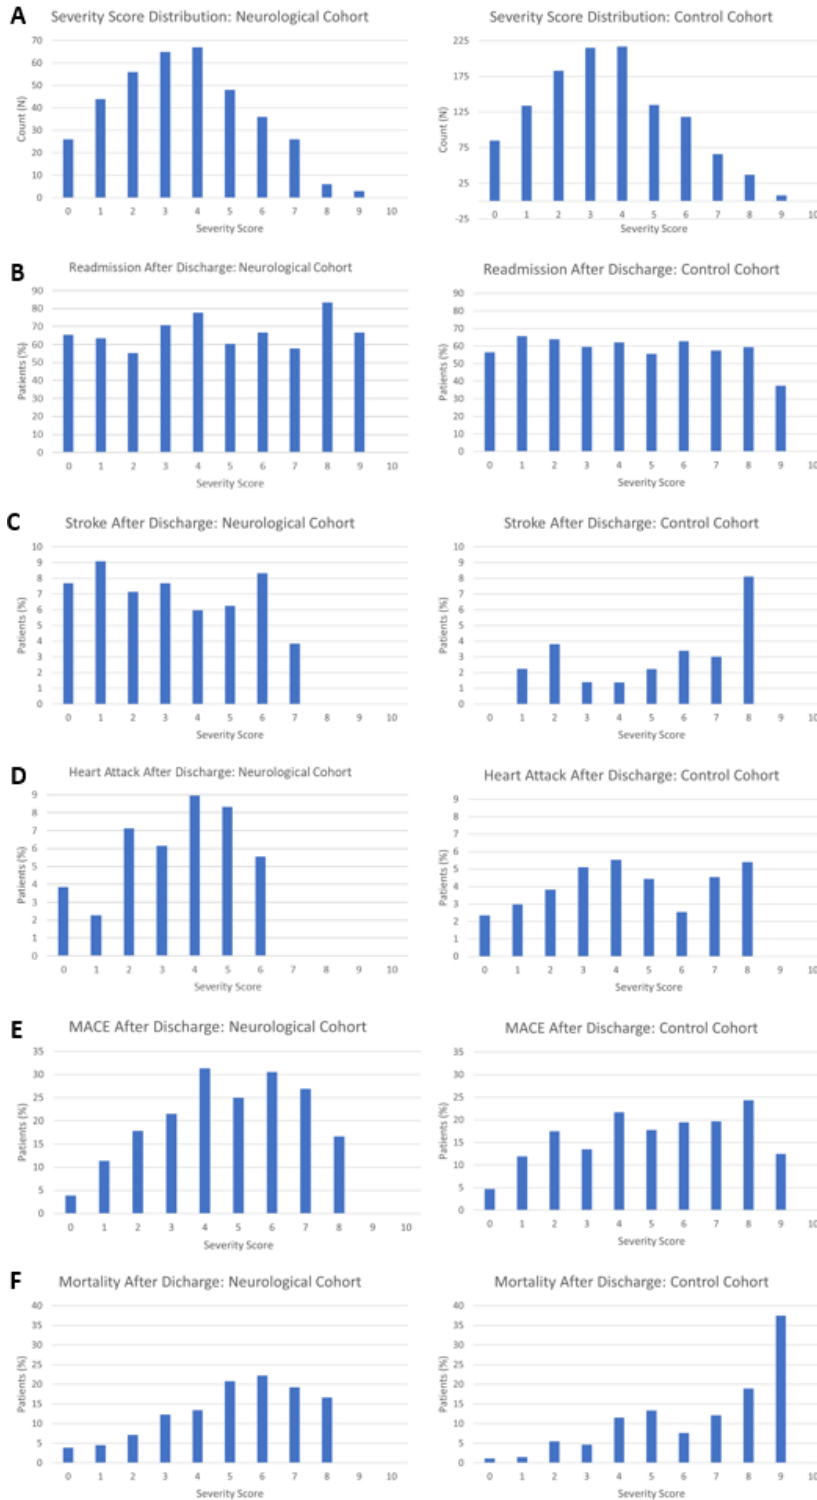 A
Severity Score Distribution: Neurological Cohort
70
60
50
40
30
20
10
0
Count (N)
0 1 2 3 4 5 6 7 8 9 10
Severity Score
Severity Score Distribution: Control Cohort
225
175
125
75
25
-25
Count (N)
0 1 2 3 4 5 6 7 8 9 10
Severity Score
B
Readmission After Discharge: Neurological Cohort
90
80
70
60
50
40
30
20
10
0
Patients (%)
0 1 2 3 4 5 6 7 8 9 10
Severity Score
Readmission After Discharge: Control Cohort
90
80
70
60
50
40
30
20
10
0
Patients (%)
0 1 2 3 4 5 6 7 8 9 10
Severity Score
C
Stroke After Discharge: Neurological Cohort
10
9
8
7
6
5
4
3
2
1
0
Patients (%)
0 1 2 3 4 5 6 7 8 9 10
Severity Score
Stroke After Discharge: Control Cohort
10
9
8
7
6
5
4
3
2
1
0
Patients (%)
0 1 2 3 4 5 6 7 8 9 10
Severity Score
D
Heart Attack After Discharge: Neurological Cohort
9
8
7
6
5
4
3
2
1
0
Patients (%)
0 1 2 3 4 5 6 7 8 9 10
Severity Score
Heart Attack After Discharge: Control Cohort
9
8
7
6
5
4
3
2
1
0
Patients (%)
0 1 2 3 4 5 6 7 8 9 10
Severity Score
E
MACE After Discharge: Neurological Cohort
35
30
25
20
15
10
5
0
Patients (%)
0 1 2 3 4 5 6 7 8 9 10
Severity Score
MACE After Discharge: Control Cohort
35
30
25
20
15
10
5
0
Patients (%)
0 1 2 3 4 5 6 7 8 9 10
Severity Score
F
Mortality After Dicharge: Neurological Cohort
40
35
30
25
20
15
10
5
0
Patients (%)
0 1 2 3 4 5 6 7 8 9 10
Severity Score
Mortality After Discharge: Control Cohort
40
35
30
25
20
15
10
5
0
Patients (%)
0 1 2 3 4 5 6 7 8 9 10
Severity Score